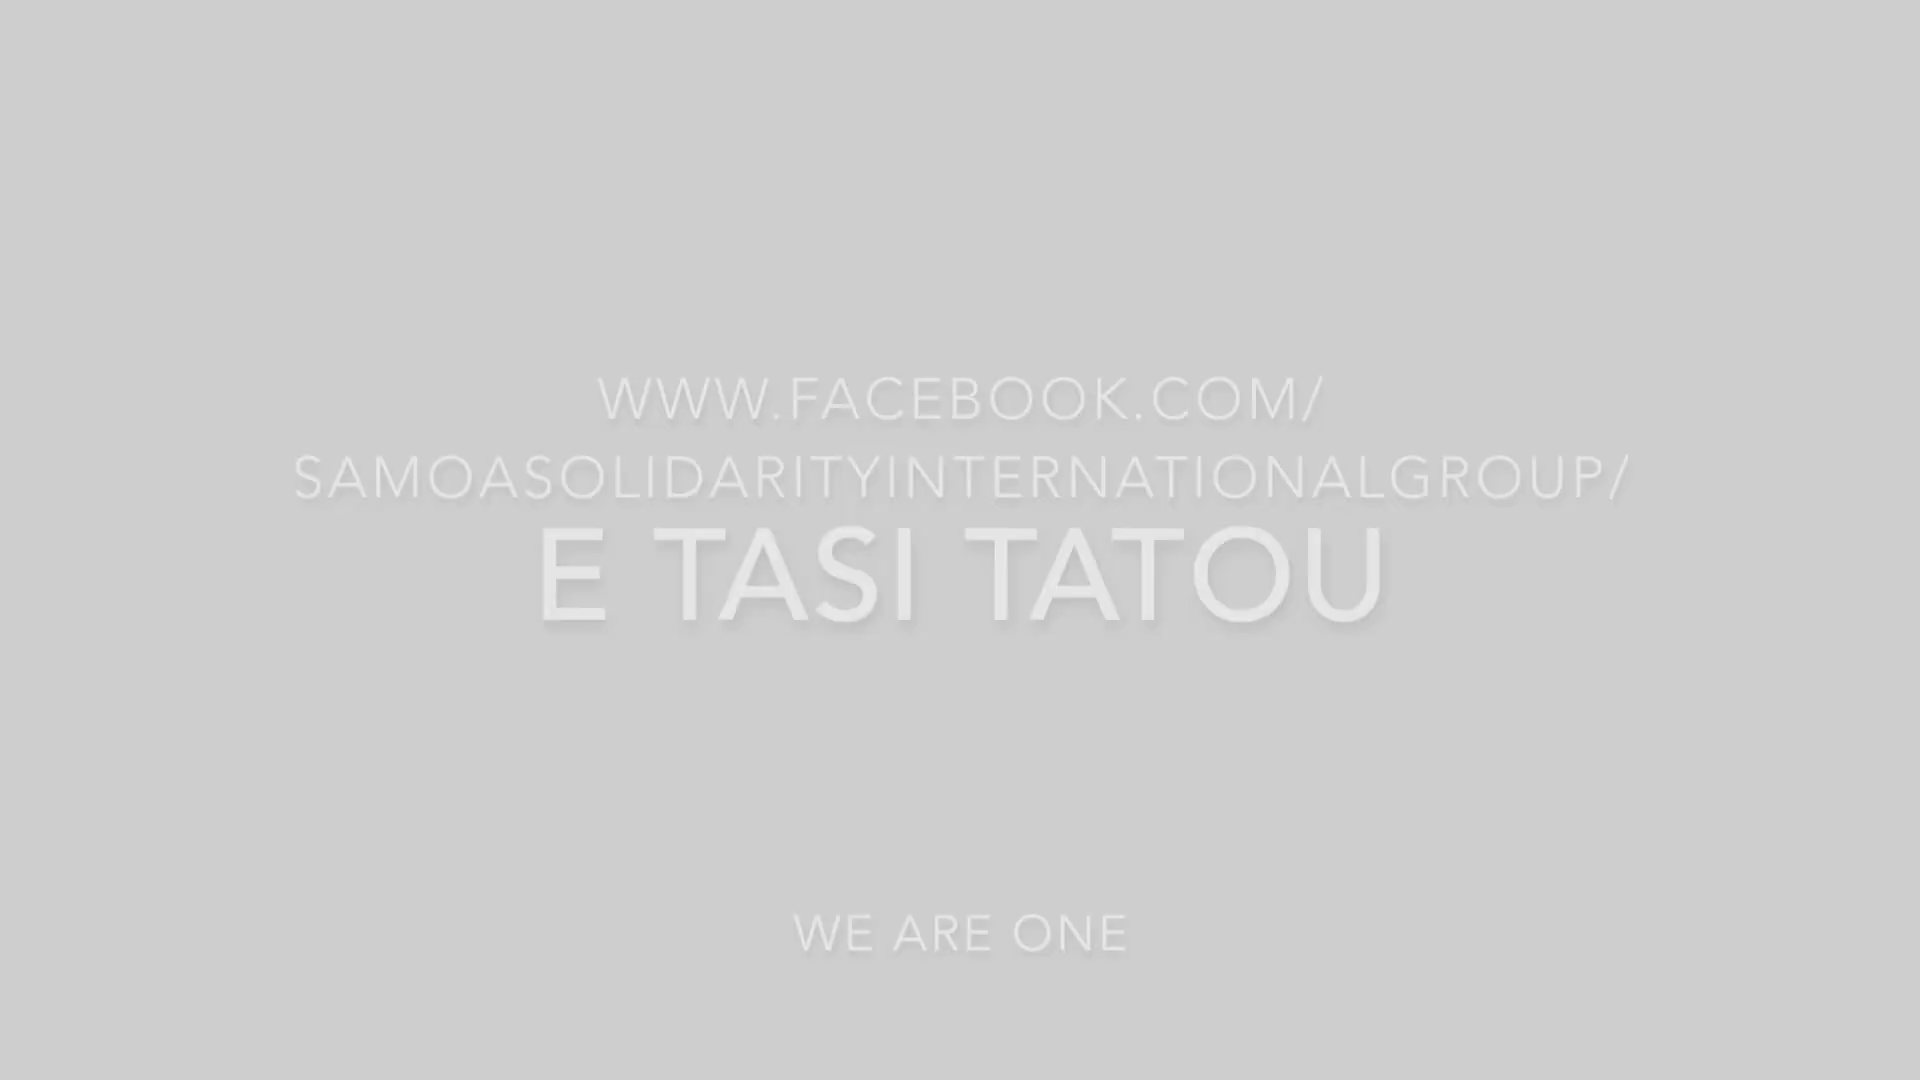 WWW.FACEBOOK.COM/
SAMOASOLIDARITYINTERNATIONALGROUP/
E TASI TATOU
WE ARE ONE